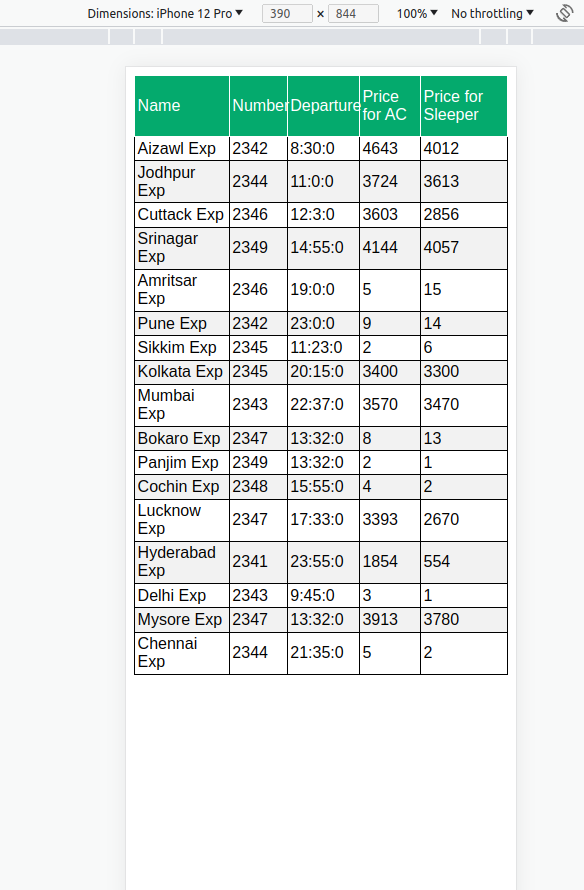 Dimensions: iPhone 12 Pro 390 × 844 100% No throttling
Name Number Departure Price for AC Price for Sleeper
Aizawl Exp 2342 8:30:0 4643 4012
Jodhpur Exp 2344 11:0:0 3724 3613
Cuttack Exp 2346 12:3:0 3603 2856
Srinagar Exp 2349 14:55:0 4144 4057
Amritsar Exp 2346 19:0:0 5 15
Pune Exp 2342 23:0:0 9 14
Sikkim Exp 2345 11:23:0 2 6
Kolkata Exp 2345 20:15:0 3400 3300
Mumbai Exp 2343 22:37:0 3570 3470
Bokaro Exp 2347 13:32:0 8 13
Panjim Exp 2349 13:32:0 2 1
Cochin Exp 2348 15:55:0 4 2
Lucknow Exp 2347 17:33:0 3393 2670
Hyderabad Exp 2341 23:55:0 1854 554
Delhi Exp 2343 9:45:0 3 1
Mysore Exp 2347 13:32:0 3913 3780
Chennai Exp 2344 21:35:0 5 2